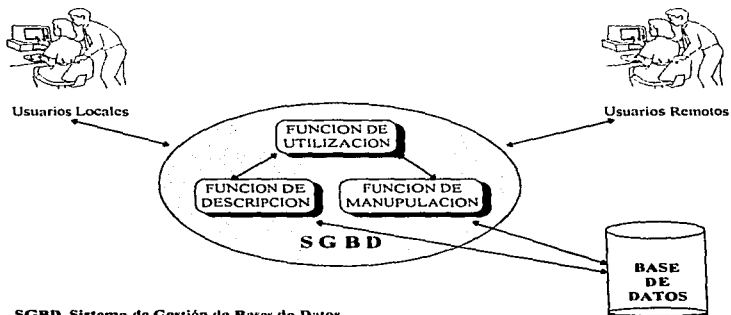 Usuarios Locales
Usuarios Remotos
FUNCION DE
UTILIZACION
FUNCION DE
DESCRIPCION
FUNCION DE
MANUPULACION
SGBD
BASE
DE
DATOS
SGBD. Sistema de Gestión de Bases de Datos